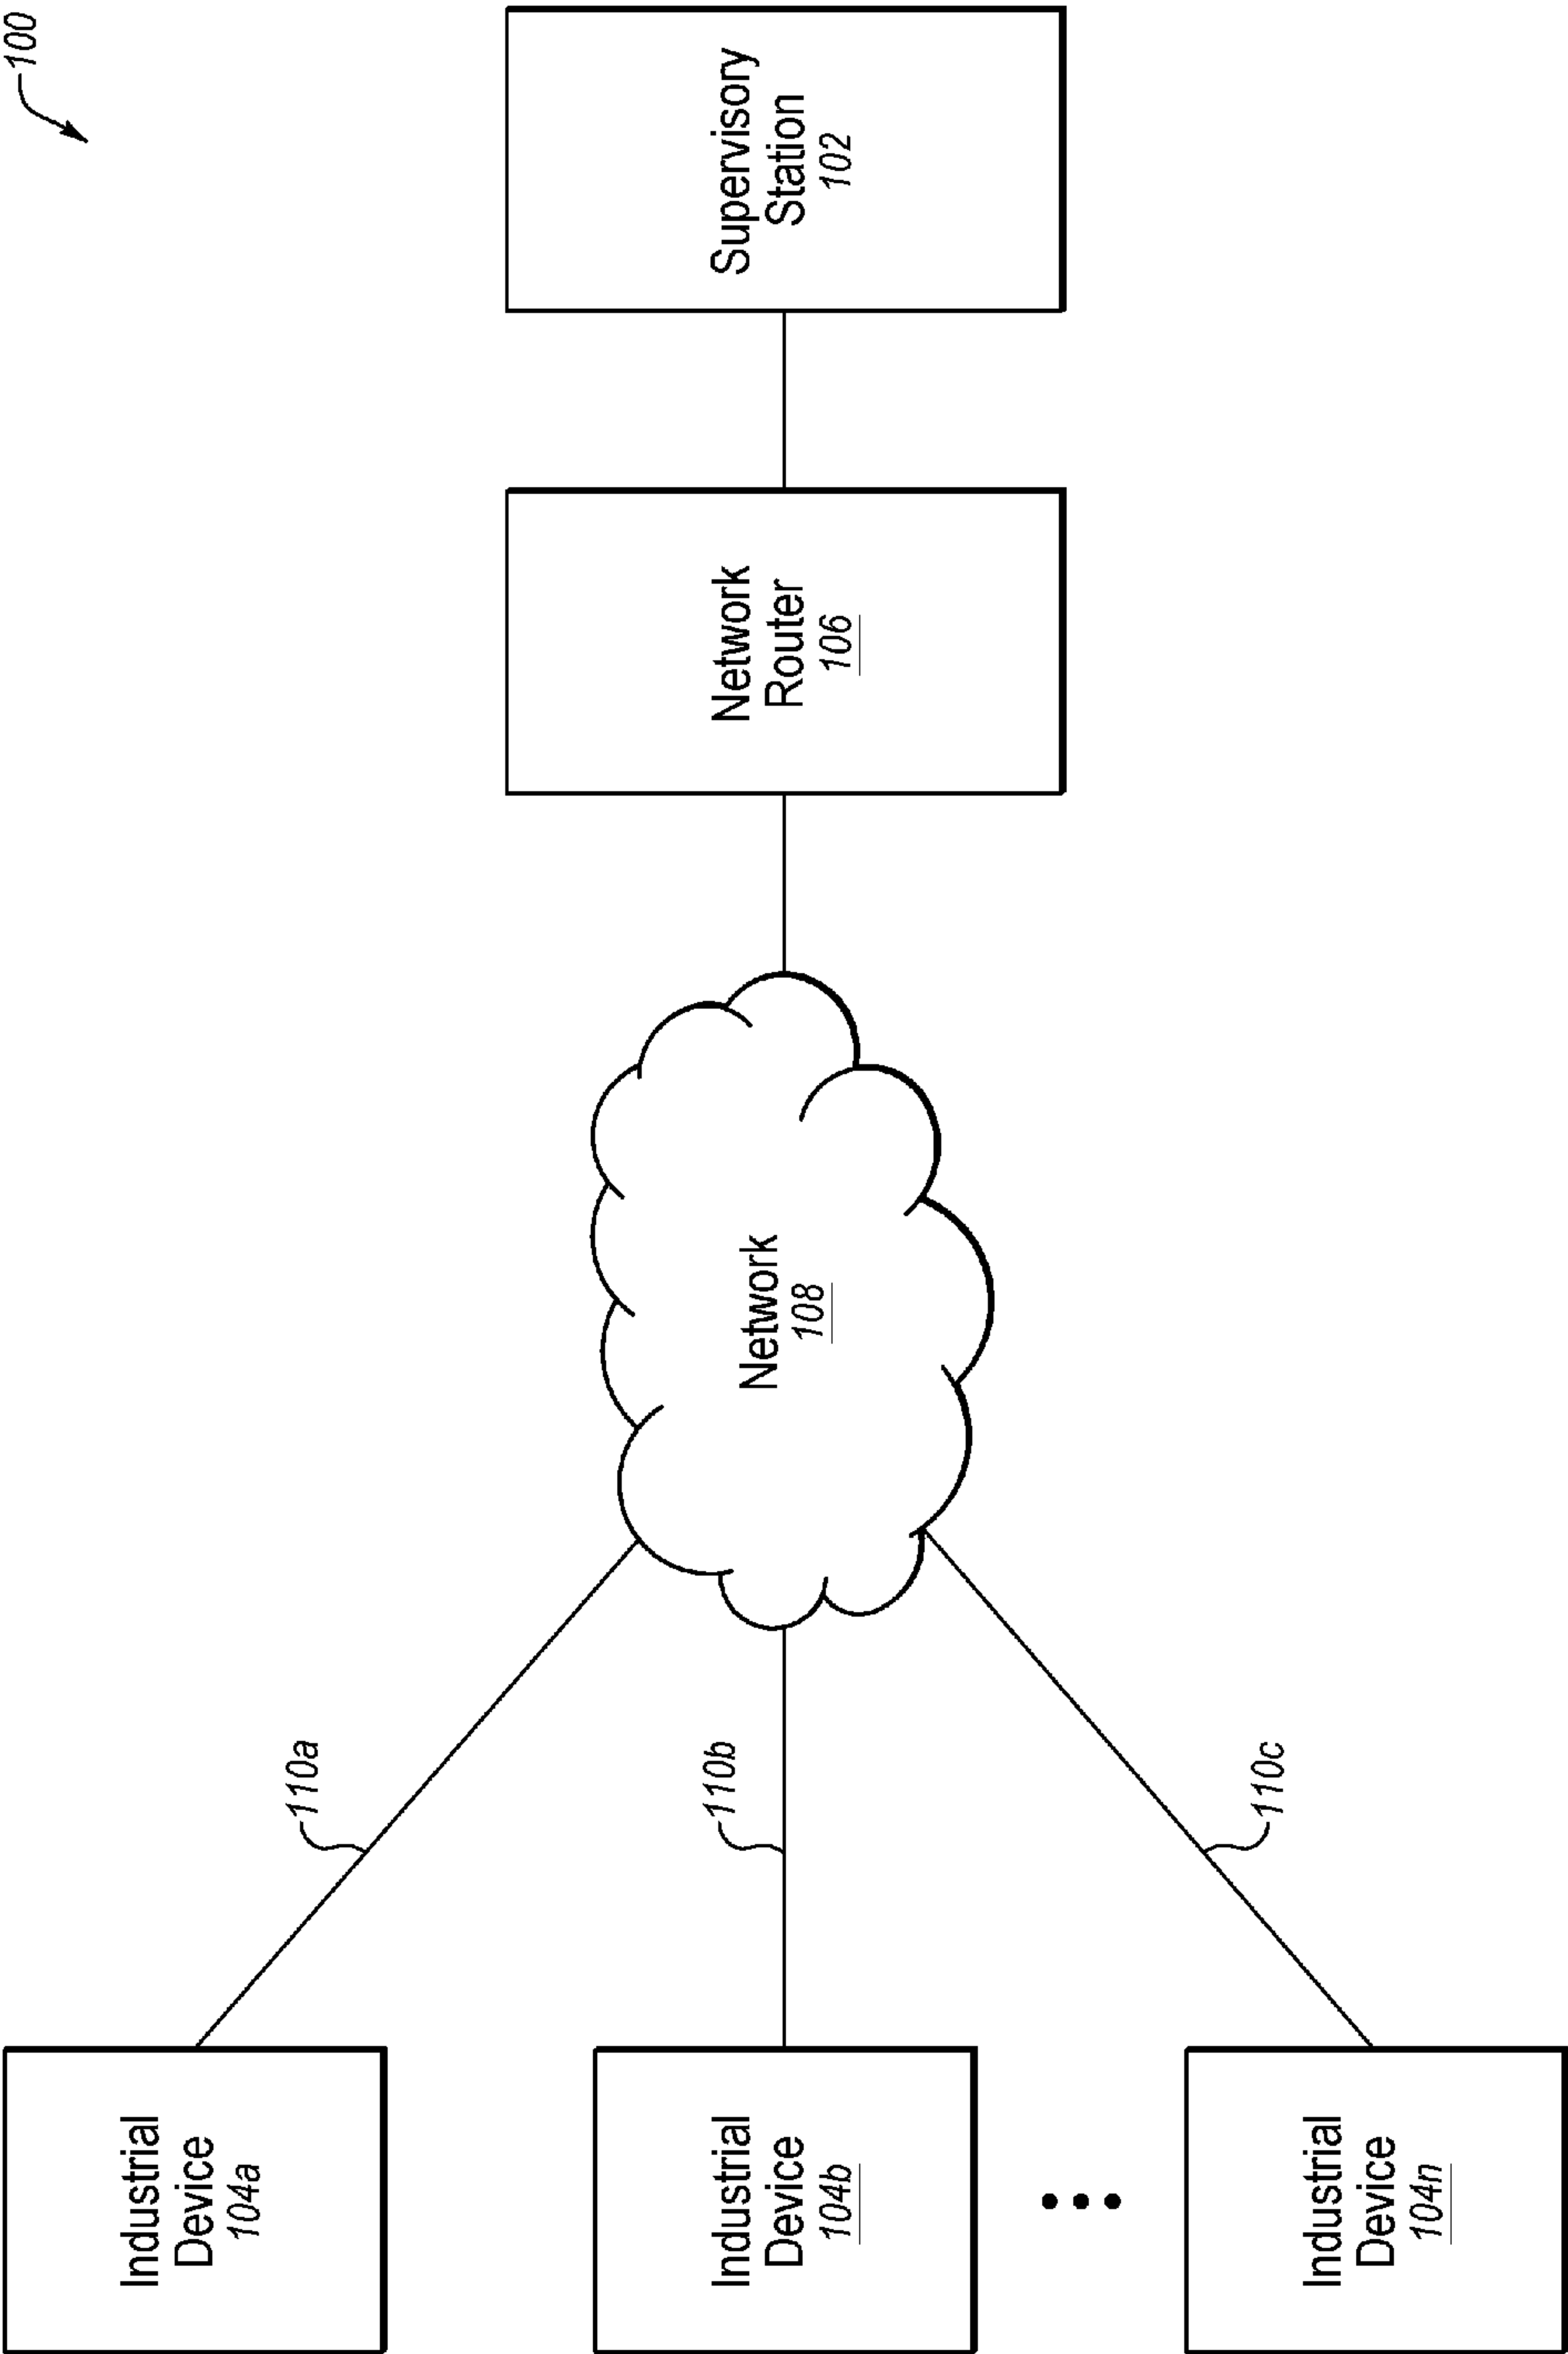 100
Industrial
Device
104a
110a
Industrial
Device
104b
110b
Network
108
Network
Router
106
Supervisory
Station
102
Industrial
Device
104n
110c